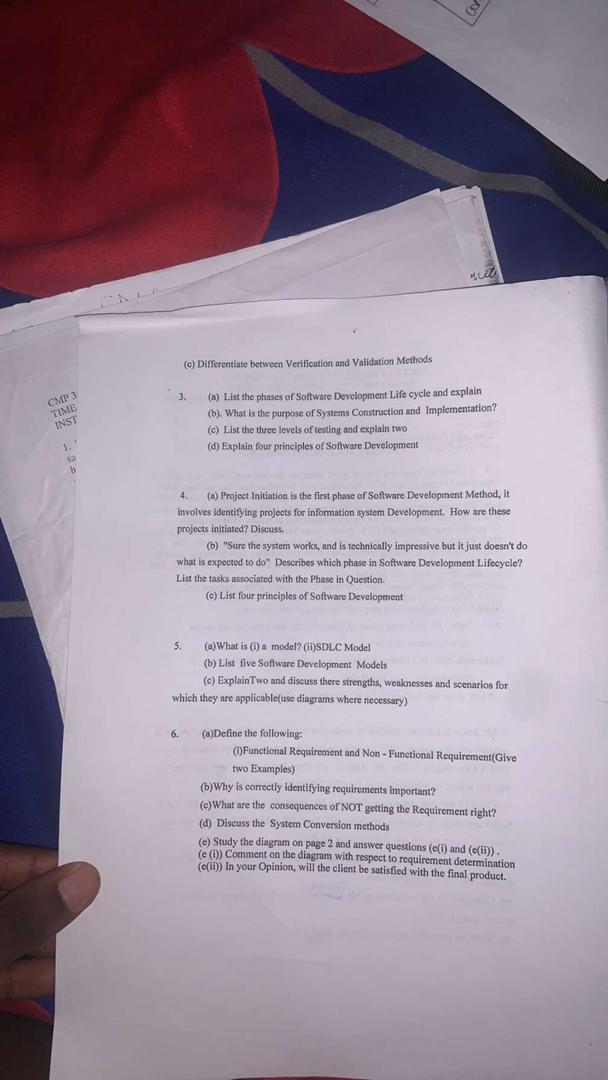 CMP 3
TIME
INST
1.
sa
b
(c) Differentiate between Verification and Validation Methods
3. (a) List the phases of Software Development Life cycle and explain
(b). What is the purpose of Systems Construction and Implementation?
(c) List the three levels of testing and explain two
(d) Explain four principles of Software Development
4. (a) Project Initiation is the first phase of Software Development Method, it
involves identifying projects for information system Development. How are these
projects initiated? Discuss.
(b) "Sure the system works, and is technically impressive but it just doesn't do
what is expected to do" Describes which phase in Software Development Lifecycle?
List the tasks associated with the Phase in Question.
(c) List four principles of Software Development
5. (a)What is (i) a model? (ii)SDLC Model
(b) List five Software Development Models
(c) ExplainTwo and discuss there strengths, weaknesses and scenarios for
which they are applicable(use diagrams where necessary)
6. (a)Define the following:
(i)Functional Requirement and Non - Functional Requirement(Give
two Examples)
(b)Why is correctly identifying requirements important?
(c)What are the consequences of NOT getting the Requirement right?
(d) Discuss the System Conversion methods
(e) Study the diagram on page 2 and answer questions (e(i) and (e(ii)).
(e (i)) Comment on the diagram with respect to requirement determination
(e(ii)) In your Opinion, will the client be satisfied with the final product.